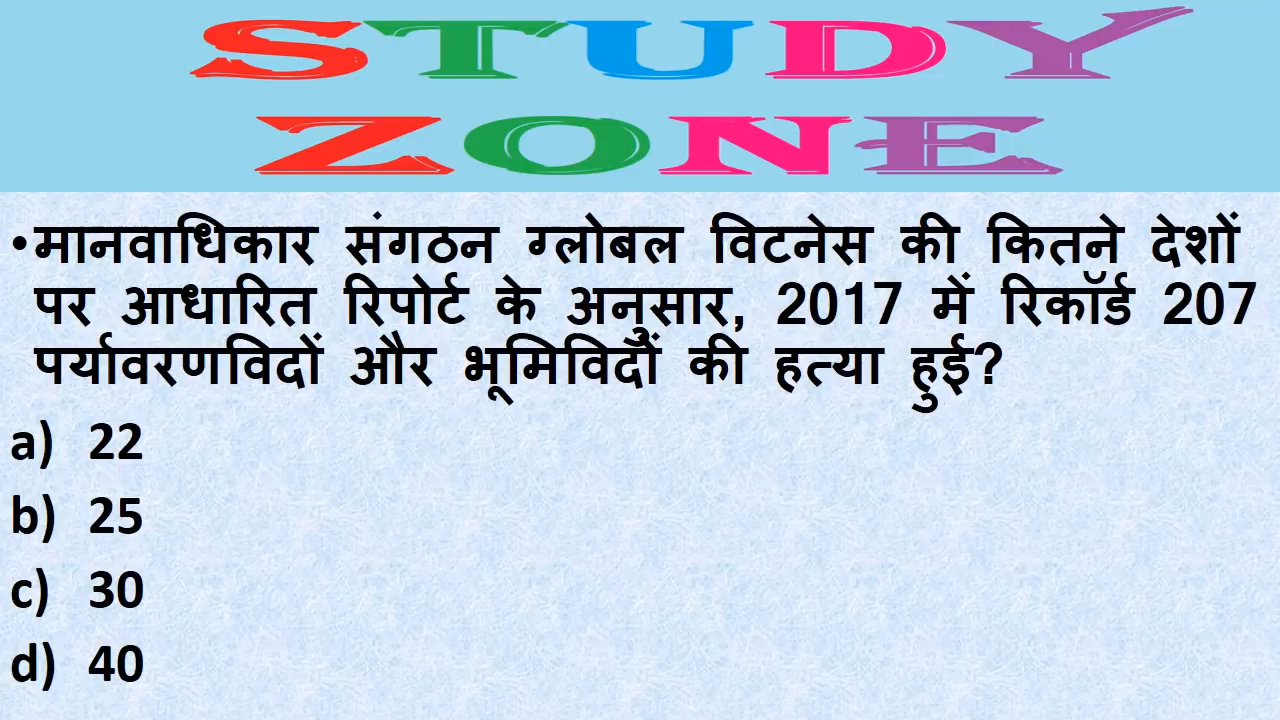 STUDY
ZONE
•मानवाधिकार संगठन ग्लोबल विटनेस की कितने देशों
पर आधारित रिपोर्ट के अनुसार, 2017 में रिकॉर्ड 207
पर्यावरणविदों और भूमिविदों की हत्या हुई?
a) 22
b) 25
c) 30
d) 40